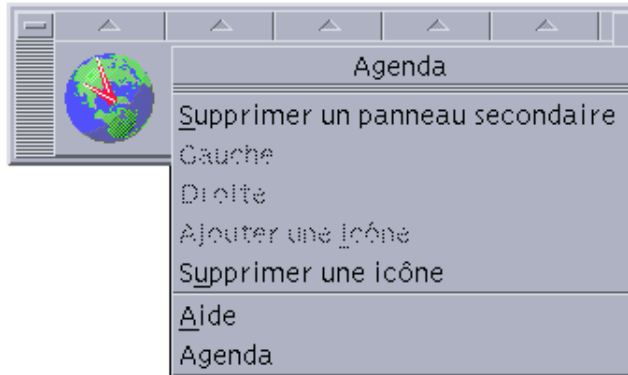 Agenda
Supprimer un panneau secondaire
Gauche
Droite
Ajouter une icône
Supprimer une icône
Aide
Agenda